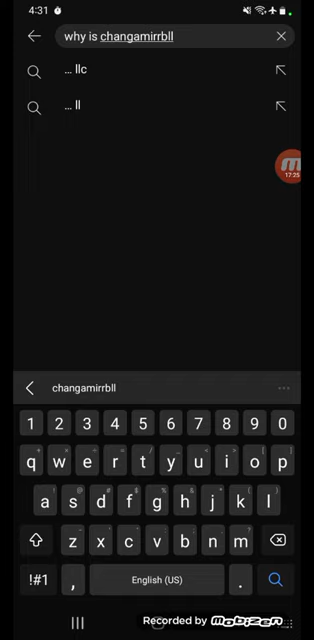 4:31
why is changamirrbll
... llc
... ll
17:25
changamirrbll
1 2 3 4 5 6 7 8 9 0
q w e r t y u i o p
a s d f g h j k l
z x c v b n m
!#1 , English (US) .
Recorded by mobizen